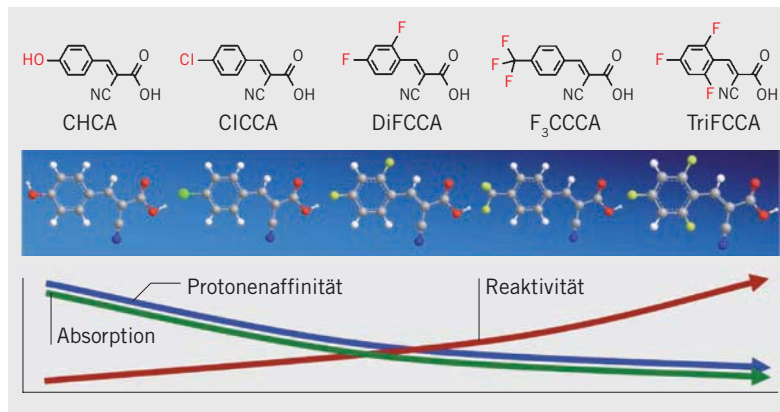 HO
O
OH
NC
CHCA
Cl
O
OH
NC
ClCCA
F
F
O
OH
NC
DiFCCA
F
F
F
O
OH
NC
F₃CCCA
F
F
F
O
OH
NC
TriFCCA
Protonenaffinität
Reaktivität
Absorption